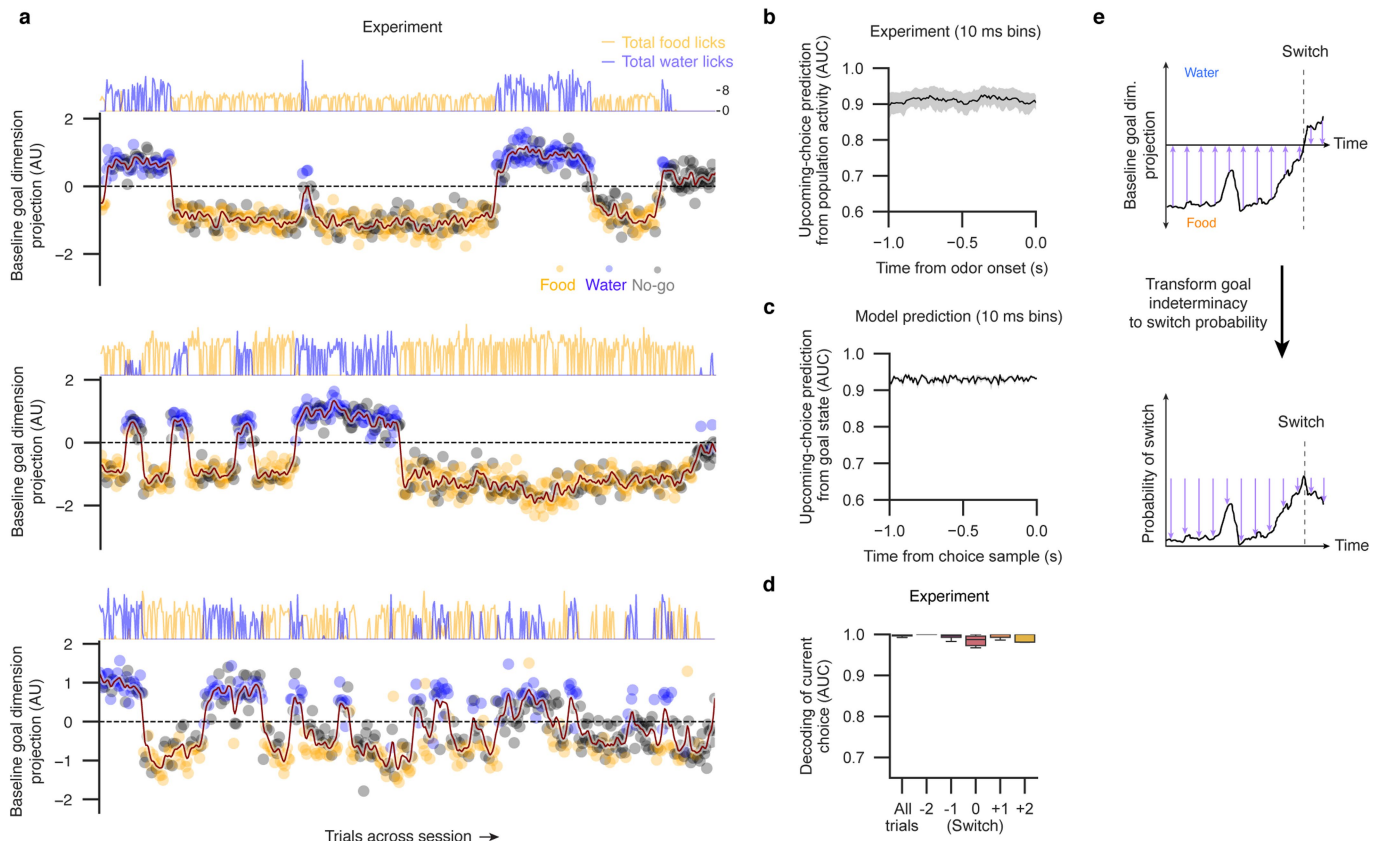 a
Experiment
Total food licks
Total water licks
8
0
Baseline goal dimension
projection (AU)
2
0
−2
Food Water No-go
Baseline goal dimension
projection (AU)
2
0
−2
Baseline goal dimension
projection (AU)
2
1
0
−1
−2
Trials across session
b
Experiment (10 ms bins)
Upcoming-choice prediction
from population activity (AUC)
1.0
0.9
0.8
0.7
0.6
−1.0 −0.5 0.0
Time from odor onset (s)
c
Model prediction (10 ms bins)
Upcoming-choice prediction
from goal state (AUC)
1.0
0.9
0.8
0.7
0.6
−1.0 −0.5 0.0
Time from choice sample (s)
d
Experiment
Decoding of current
choice (AUC)
1.0
0.9
0.8
0.7
All -2 -1 0 +1 +2
trials (Switch)
e
Switch
Baseline goal dim.
projection
Water
Time
Food
Transform goal
indeterminacy
to switch probability
Switch
Probability of switch
Time